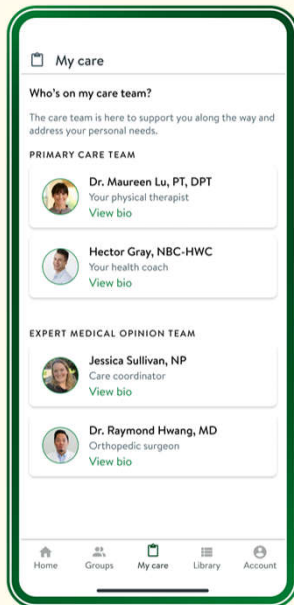 My care
Who's on my care team?
The care team is here to support you along the way and
address your personal needs.
PRIMARY CARE TEAM
Dr. Maureen Lu, PT, DPT
Your physical therapist
View bio
Hector Gray, NBC-HWC
Your health coach
View bio
EXPERT MEDICAL OPINION TEAM
Jessica Sullivan, NP
Care coordinator
View bio
Dr. Raymond Hwang, MD
Orthopedic surgeon
View bio
Home Groups My care Library Account